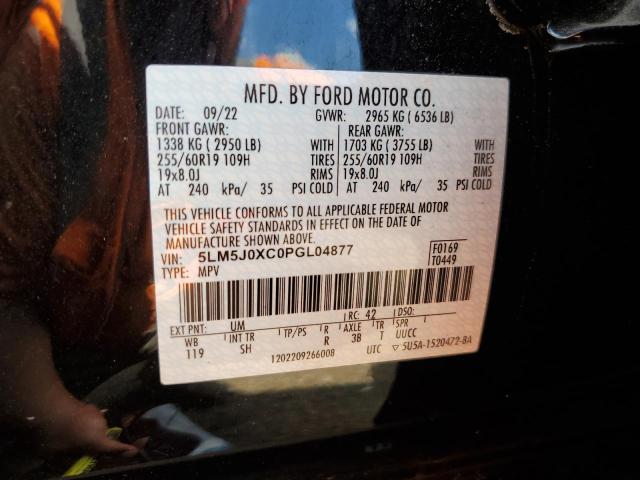 MFD. BY FORD MOTOR CO.
DATE: 09/22 GVWR: 2965 KG ( 6536 LB)
FRONT GAWR: REAR GAWR:
1338 KG ( 2950 LB) WITH 1703 KG ( 3755 LB) WITH
255/60R19 109H TIRES 255/60R19 109H TIRES
19x8.0J RIMS 19x8.0J RIMS
AT 240 kPa/ 35 PSI COLD AT 240 kPa/ 35 PSI COLD
THIS VEHICLE CONFORMS TO ALL APPLICABLE FEDERAL MOTOR
VEHICLE SAFETY STANDARDS IN EFFECT ON THE DATE OF
MANUFACTURE SHOWN ABOVE.
VIN: 5LM5J0XC0PGL04877 F0169
TYPE: MPV T0449
EXT PNT: UM RC: 42 DSO:
WB INT TR TP/PS R AXLE TR SPR
119 SH R 3B T UUCC
1202209266008 UTC ▽ 5U5A-1520472-BA